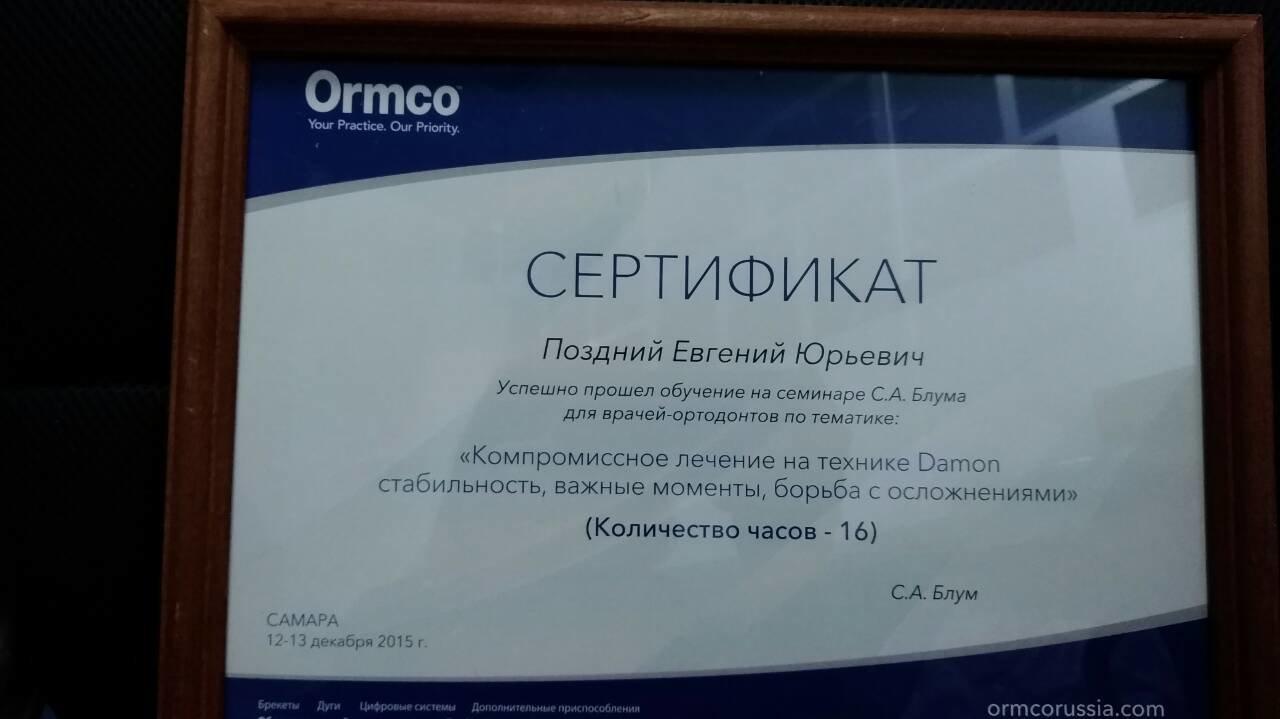 Ormco
Your Practice. Our Priority.
СЕРТИФИКАТ
Поздний Евгений Юрьевич
Успешно прошел обучение на семинаре С.А. Блума
для врачей-ортодонтов по тематике:
«Компромиссное лечение на технике Damon
стабильность, важные моменты, борьба с осложнениями»
(Количество часов - 16)
С.А. Блум
САМАРА
12-13 декабря 2015 г.
Брекеты Дуги Цифровые системы Дополнительные приспособления
ormcorussia.com